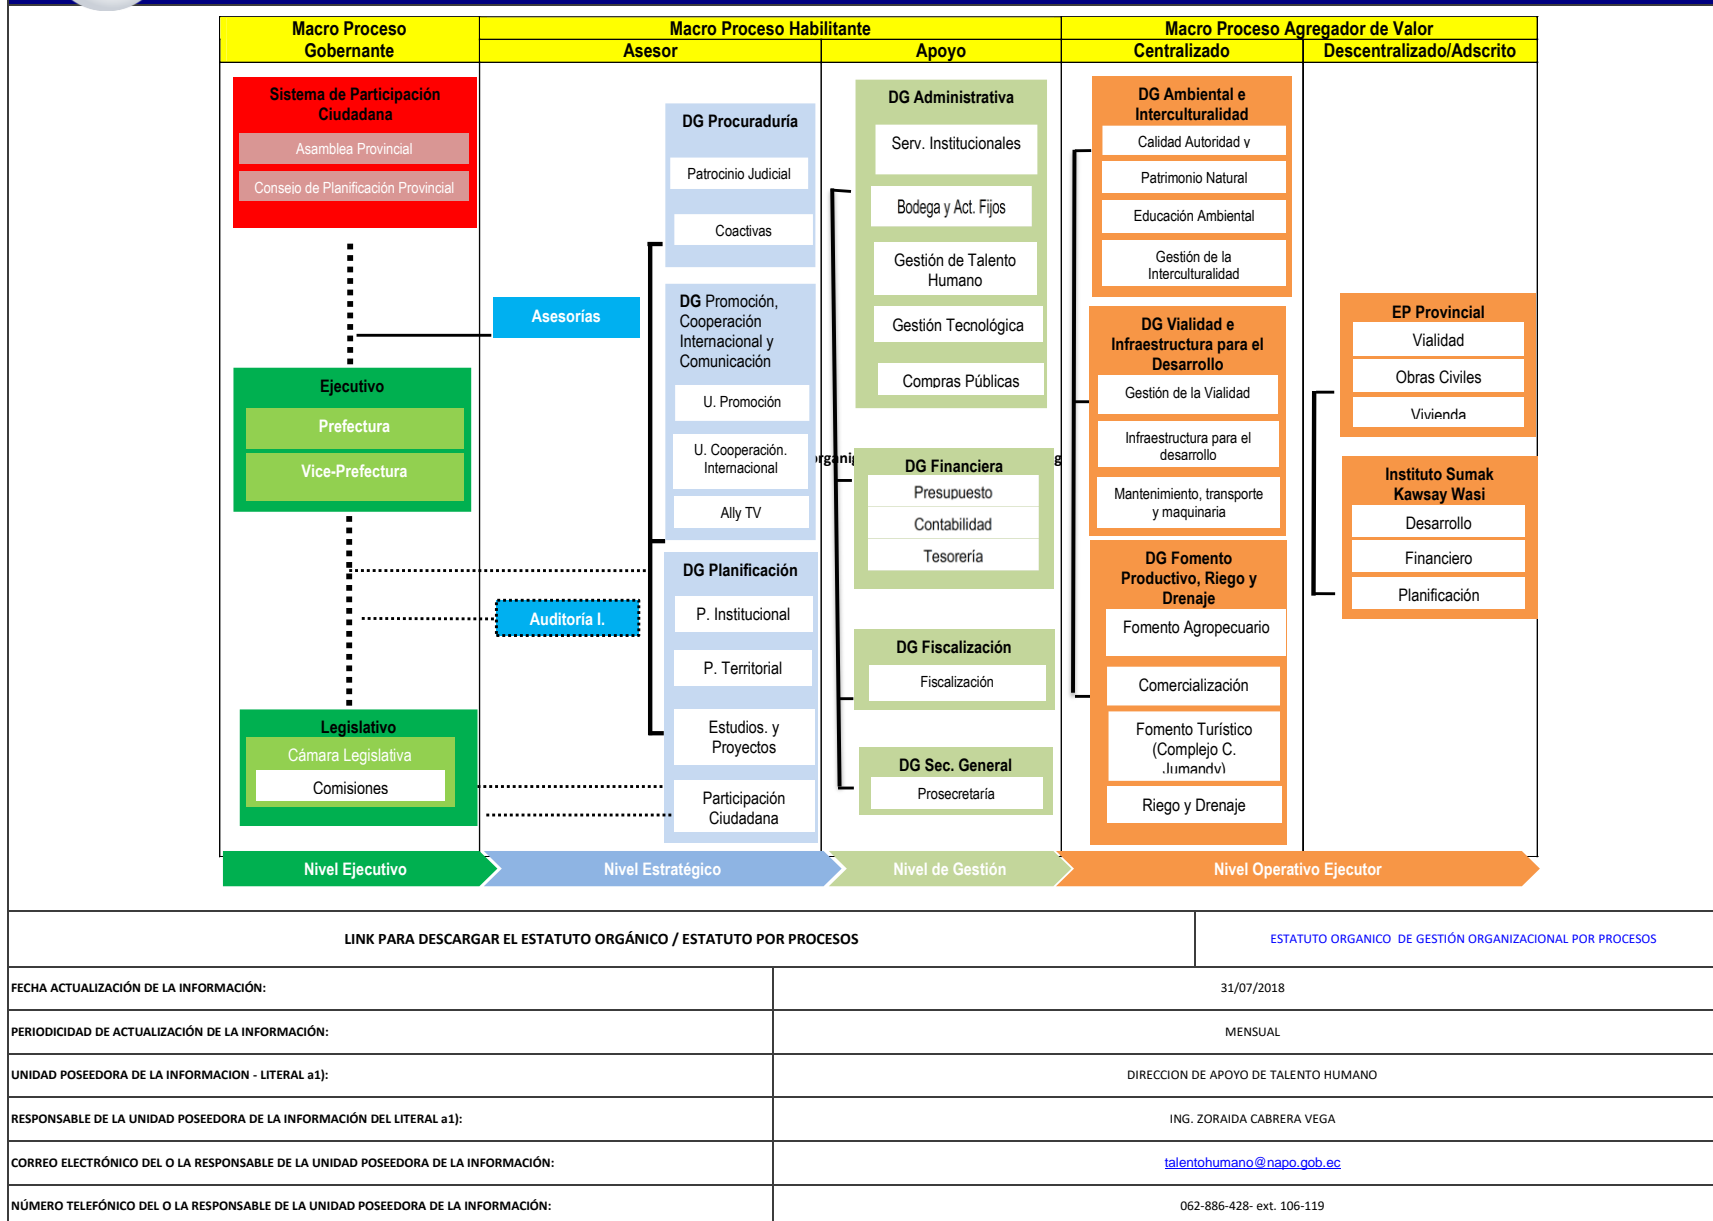 Macro Proceso
Gobernante
Macro Proceso Habilitante
Asesor
Apoyo
Macro Proceso Agregador de Valor
Centralizado
Descentralizado/Adscrito
Sistema de Participación
Ciudadana
Asamblea Provincial
Consejo de Planificación Provincial
Ejecutivo
Prefectura
Vice-Prefectura
Legislativo
Cámara Legislativa
Comisiones
Asesorías
Auditoría I.
DG Procuraduría
Patrocinio Judicial
Coactivas
DG Promoción,
Cooperación
Internacional y
Comunicación
U. Promoción
U. Cooperación.
Internacional
Ally TV
DG Planificación
P. Institucional
P. Territorial
Estudios. y
Proyectos
Participación
Ciudadana
DG Administrativa
Serv. Institucionales
Bodega y Act. Fijos
Gestión de Talento
Humano
Gestión Tecnológica
Compras Públicas
DG Financiera
Presupuesto
Contabilidad
Tesorería
DG Fiscalización
Fiscalización
DG Sec. General
Prosecretaría
DG Ambiental e
Interculturalidad
Calidad Autoridad y
Patrimonio Natural
Educación Ambiental
Gestión de la
Interculturalidad
DG Vialidad e
Infraestructura para el
Desarrollo
Gestión de la Vialidad
Infraestructura para el
desarrollo
Mantenimiento, transporte
y maquinaria
DG Fomento
Productivo, Riego y
Drenaje
Fomento Agropecuario
Comercialización
Fomento Turístico
(Complejo C.
Jumandy)
Riego y Drenaje
EP Provincial
Vialidad
Obras Civiles
Vivienda
Instituto Sumak
Kawsay Wasi
Desarrollo
Financiero
Planificación
Nivel Ejecutivo
Nivel Estratégico
Nivel de Gestión
Nivel Operativo Ejecutor
LINK PARA DESCARGAR EL ESTATUTO ORGÁNICO / ESTATUTO POR PROCESOS
ESTATUTO ORGANICO DE GESTIÓN ORGANIZACIONAL POR PROCESOS
FECHA ACTUALIZACIÓN DE LA INFORMACIÓN:
31/07/2018
PERIODICIDAD DE ACTUALIZACIÓN DE LA INFORMACIÓN:
MENSUAL
UNIDAD POSEEDORA DE LA INFORMACION - LITERAL a1):
DIRECCION DE APOYO DE TALENTO HUMANO
RESPONSABLE DE LA UNIDAD POSEEDORA DE LA INFORMACIÓN DEL LITERAL a1):
ING. ZORAIDA CABRERA VEGA
CORREO ELECTRÓNICO DEL O LA RESPONSABLE DE LA UNIDAD POSEEDORA DE LA INFORMACIÓN:
talentohumano@napo.gob.ec
NÚMERO TELEFÓNICO DEL O LA RESPONSABLE DE LA UNIDAD POSEEDORA DE LA INFORMACIÓN:
062-886-428- ext. 106-119